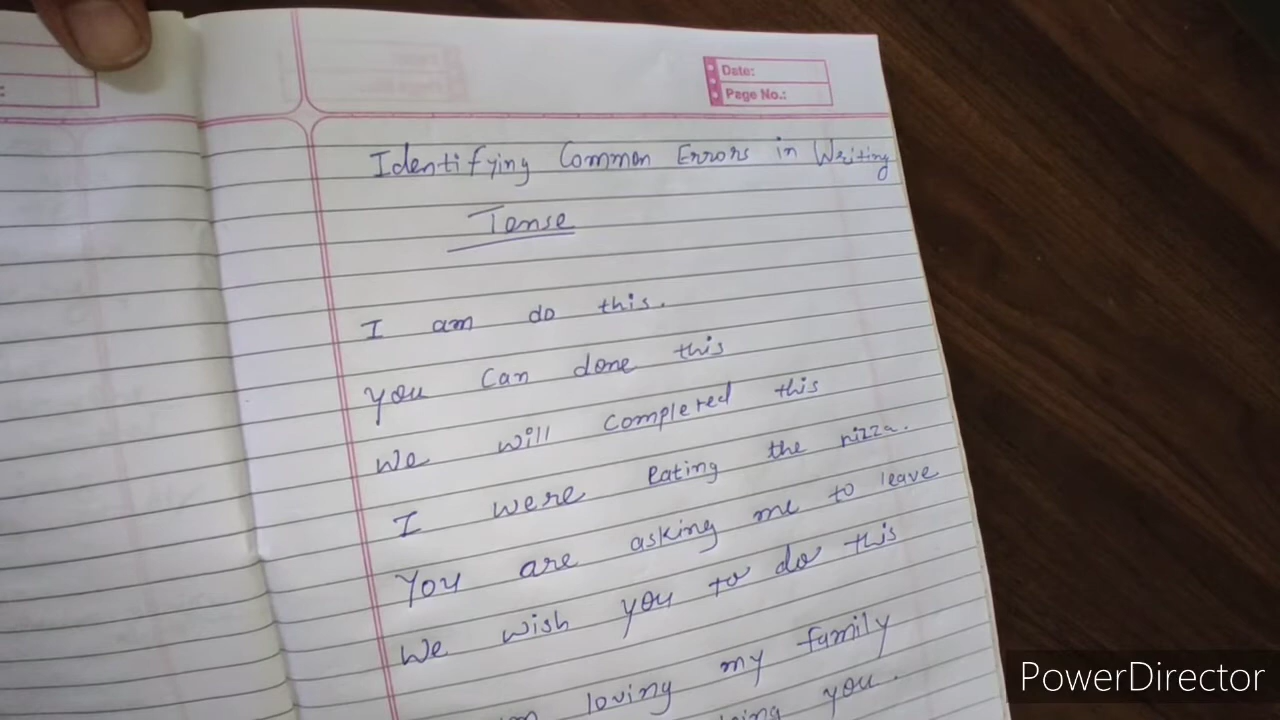 Date:
Page No.:
Identifying Common Errors in Writing
Tense
I am do this.
you can done this
We will completed this
I were eating the pizza.
You are asking me to leave
We wish you to do this
loving my family
you.
PowerDirector